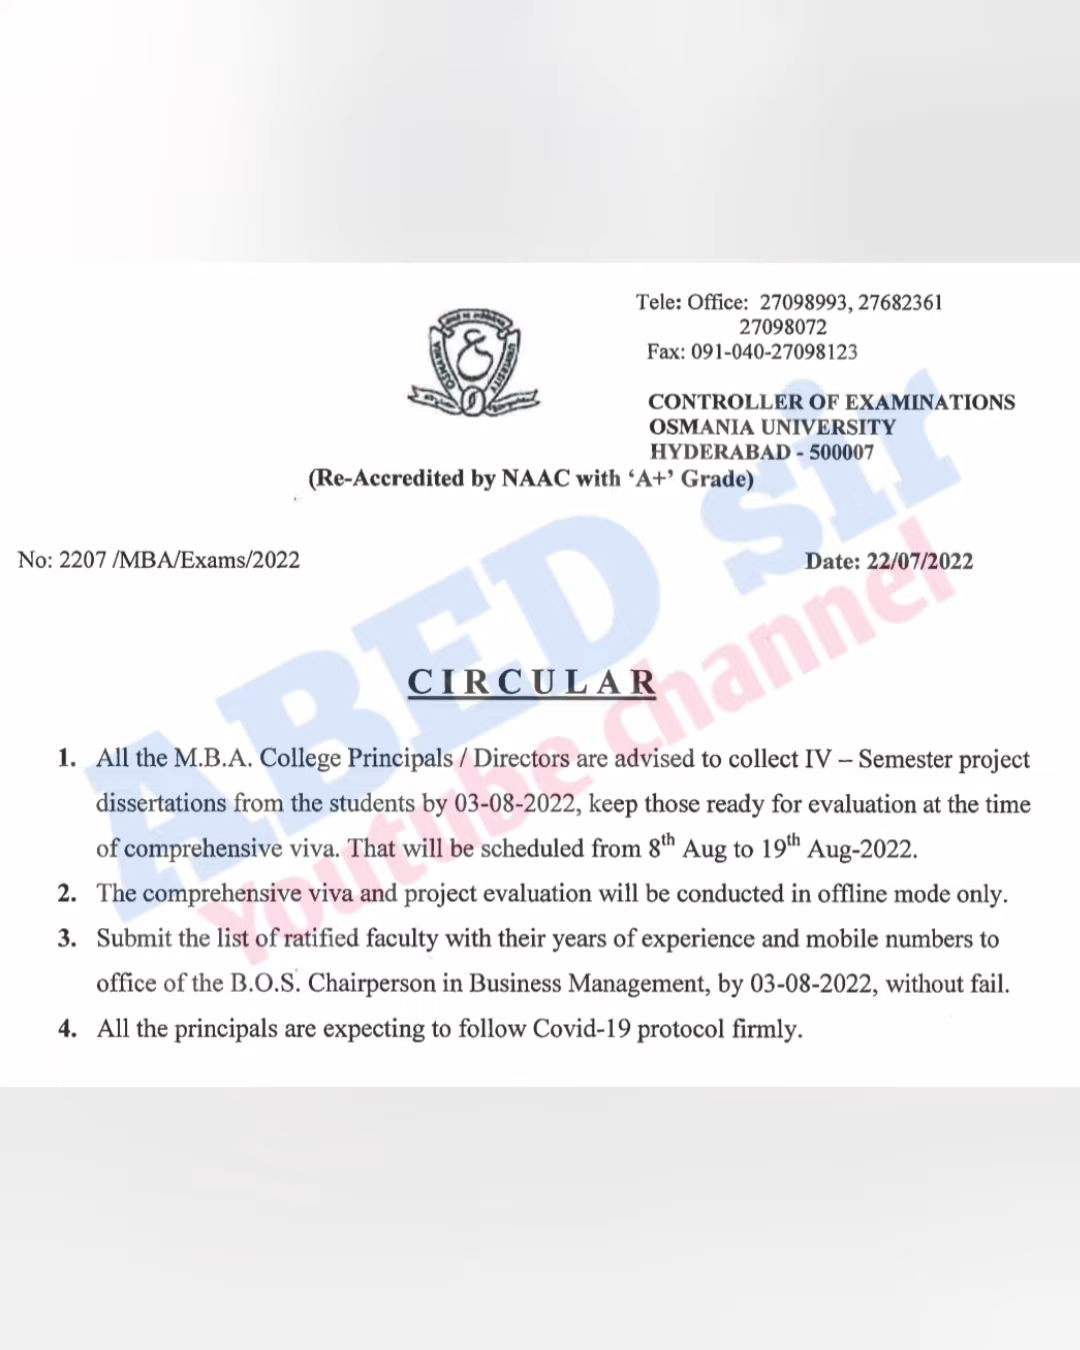 Tele: Office: 27098993, 27682361
27098072
Fax: 091-040-27098123
CONTROLLER OF EXAMINATIONS
OSMANIA UNIVERSITY
HYDERABAD - 500007
(Re-Accredited by NAAC with ‘A+’ Grade)
No: 2207 /MBA/Exams/2022
Date: 22/07/2022
CIRCULAR
1. All the M.B.A. College Principals / Directors are advised to collect IV – Semester project
dissertations from the students by 03-08-2022, keep those ready for evaluation at the time
of comprehensive viva. That will be scheduled from 8th Aug to 19th Aug-2022.
2. The comprehensive viva and project evaluation will be conducted in offline mode only.
3. Submit the list of ratified faculty with their years of experience and mobile numbers to
office of the B.O.S. Chairperson in Business Management, by 03-08-2022, without fail.
4. All the principals are expecting to follow Covid-19 protocol firmly.
ABED sir
Youtube channel
OSMANIA
UNIVERSITY